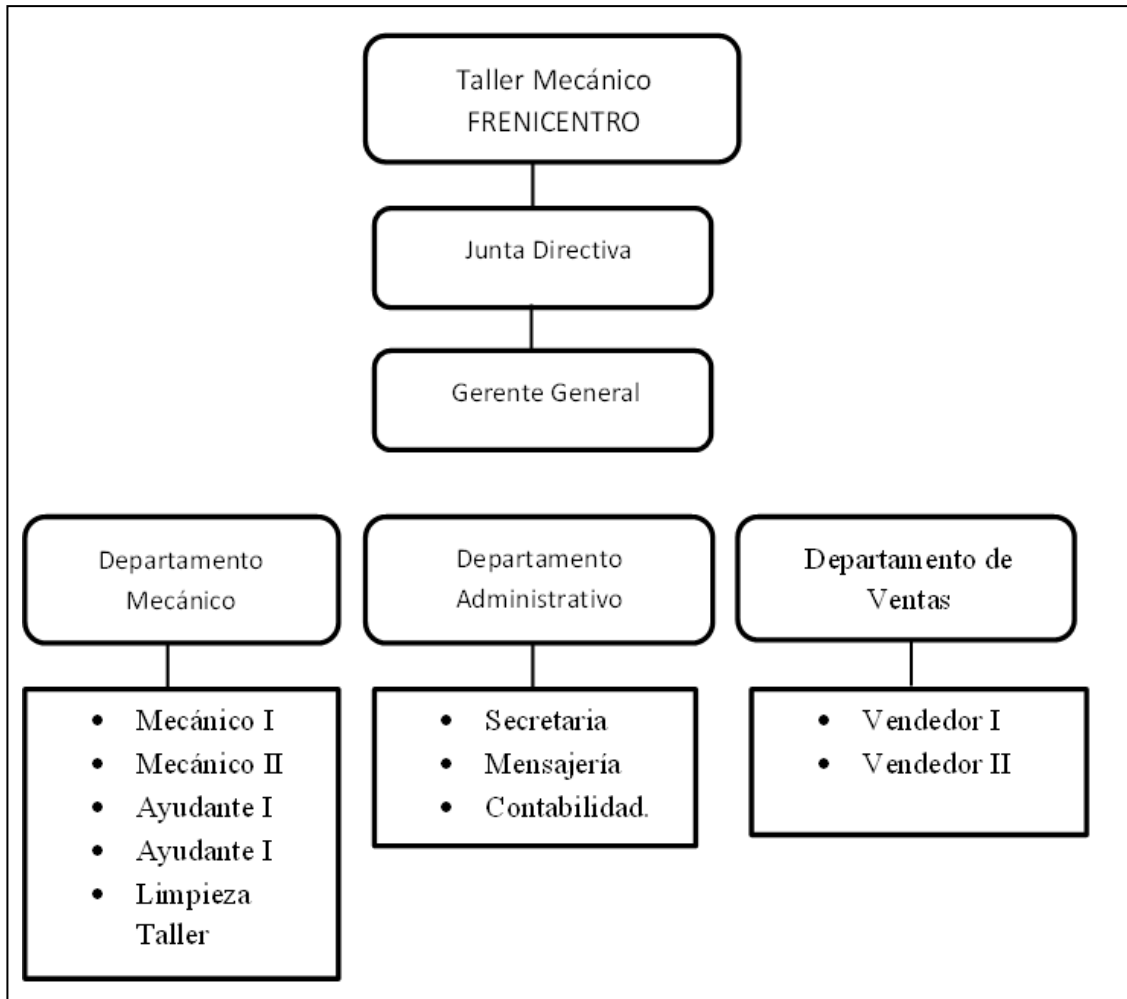 Taller Mecánico
FRENICENTRO
Junta Directiva
Gerente General
Departamento
Mecánico
Departamento
Administrativo
Departamento de
Ventas
• Mecánico I
• Mecánico II
• Ayudante I
• Ayudante I
• Limpieza
Taller
• Secretaria
• Mensajería
• Contabilidad.
• Vendedor I
• Vendedor II